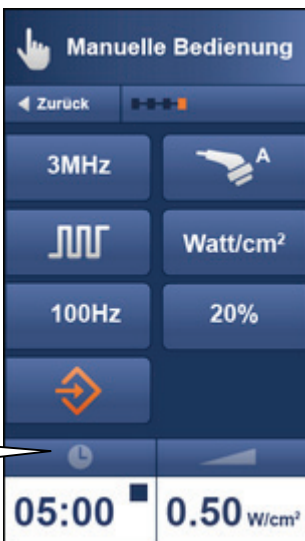 Manuelle Bedienung
Zurück
3MHz
A
Watt/cm²
100Hz
20%
05:00
0.50 W/cm²